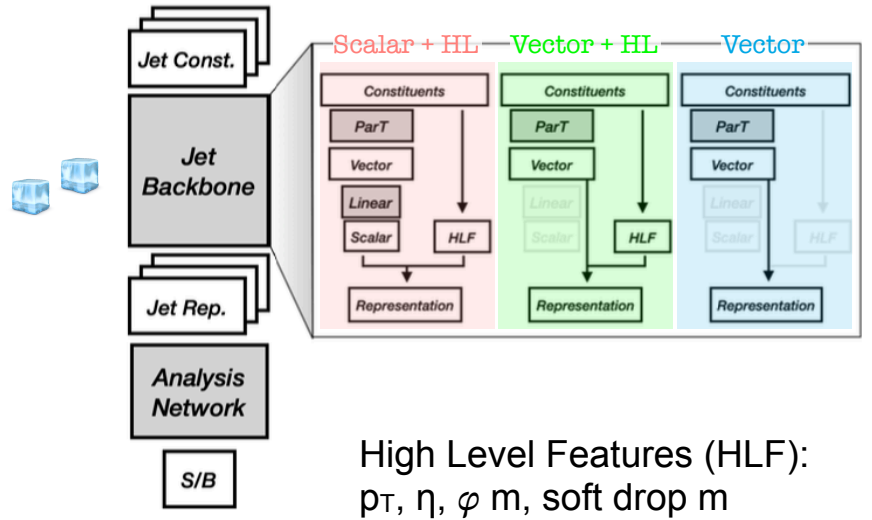 Jet Const.
Jet
Backbone
Jet Rep.
Analysis
Network
S/B
Scalar + HL
Constituents
ParT
Vector
Linear
Scalar
HLF
Representation
Vector + HL
Constituents
ParT
Vector
Linear
Scalar
HLF
Representation
Vector
Constituents
ParT
Vector
Linear
Scalar
HLF
Representation
High Level Features (HLF):
pT, η, φ m, soft drop m